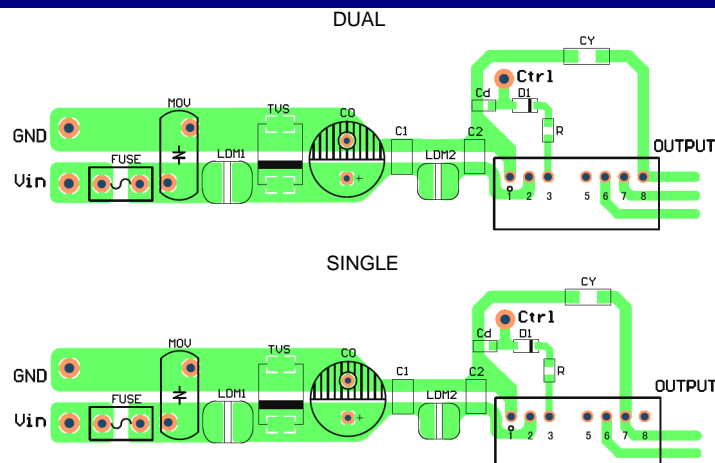 DUAL
CY
Ctrl
MOV
TVS
CO
Cd
D1
C1
C2
R
GND
FUSE
LDM1
LDM2
OUTPUT
Vin
+
1 2 3 5 6 7 8
SINGLE
CY
Ctrl
MOV
TVS
CO
Cd
D1
C1
C2
R
GND
FUSE
LDM1
LDM2
OUTPUT
Vin
+
1 2 3 5 6 7 8